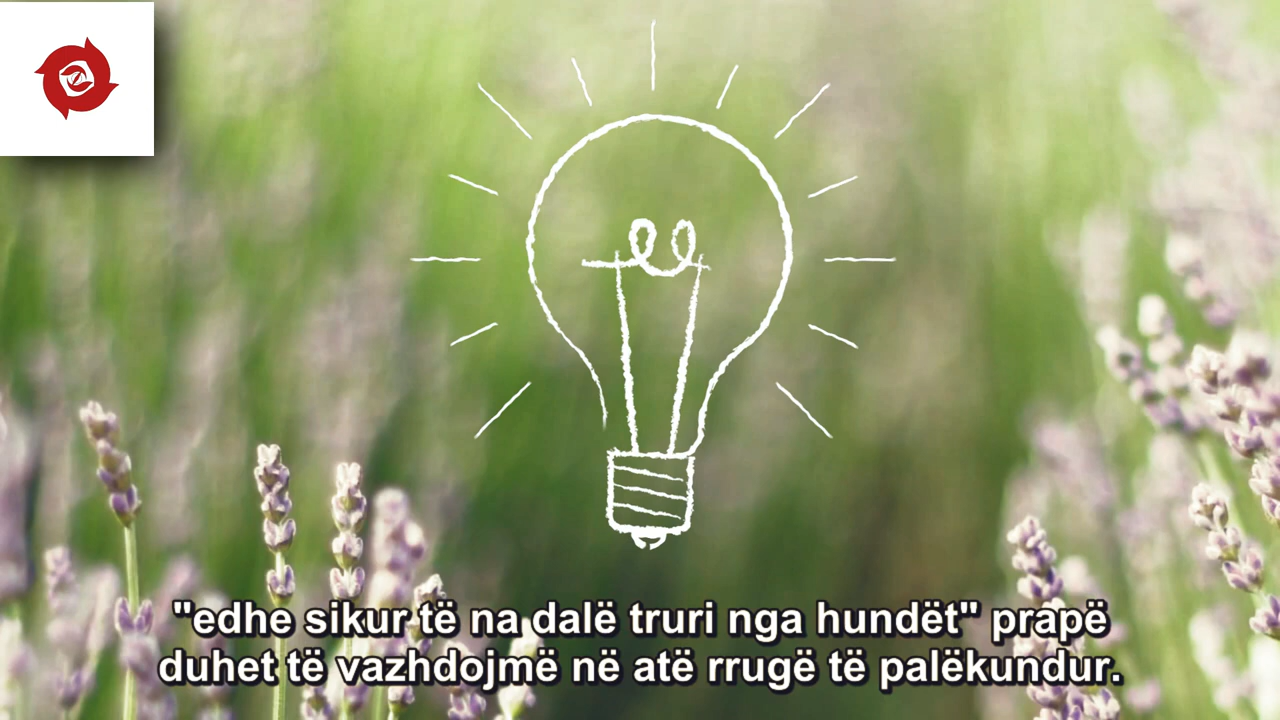 "edhe sikur të na dalë truri nga hundët" prapë
duhet të vazhdojmë në atë rrugë të palëkundur.